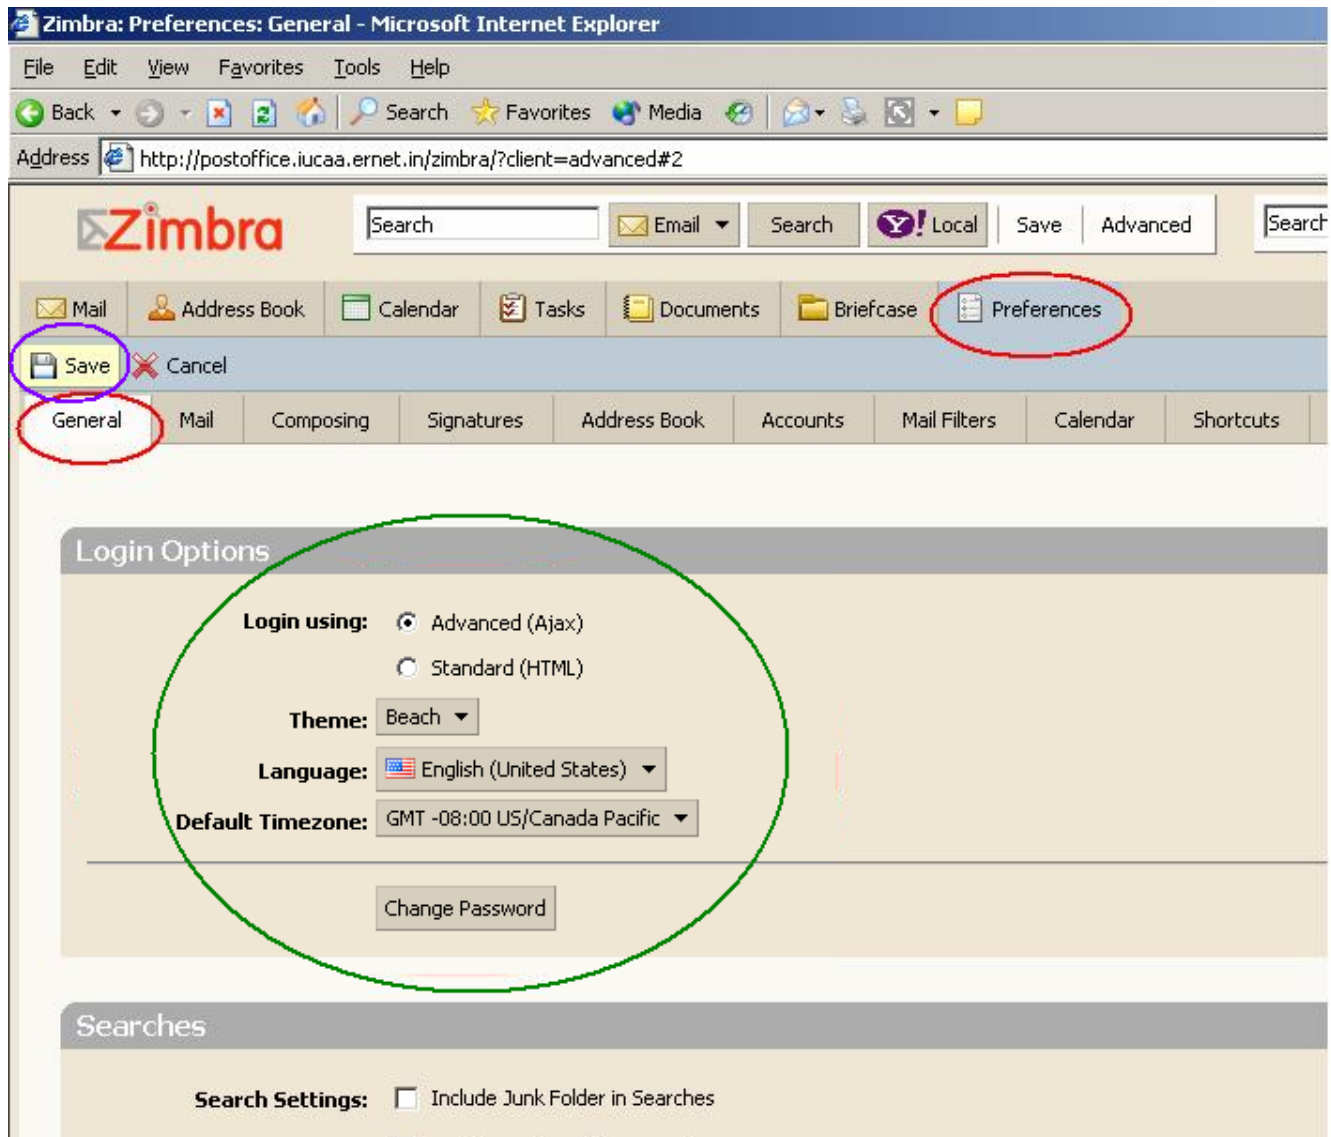 Zimbra: Preferences: General - Microsoft Internet Explorer
File Edit View Favorites Tools Help
Back Search Favorites Media
Address http://postoffice.iucaa.ernet.in/zimbra/?client=advanced#2
Zimbra Search Email Search Y! Local Save Advanced Search
Mail Address Book Calendar Tasks Documents Briefcase Preferences
Save Cancel
General Mail Composing Signatures Address Book Accounts Mail Filters Calendar Shortcuts
Login Options
Login using: Advanced (Ajax)
Standard (HTML)
Theme: Beach
Language: English (United States)
Default Timezone: GMT -08:00 US/Canada Pacific
Change Password
Searches
Search Settings: Include Junk Folder in Searches